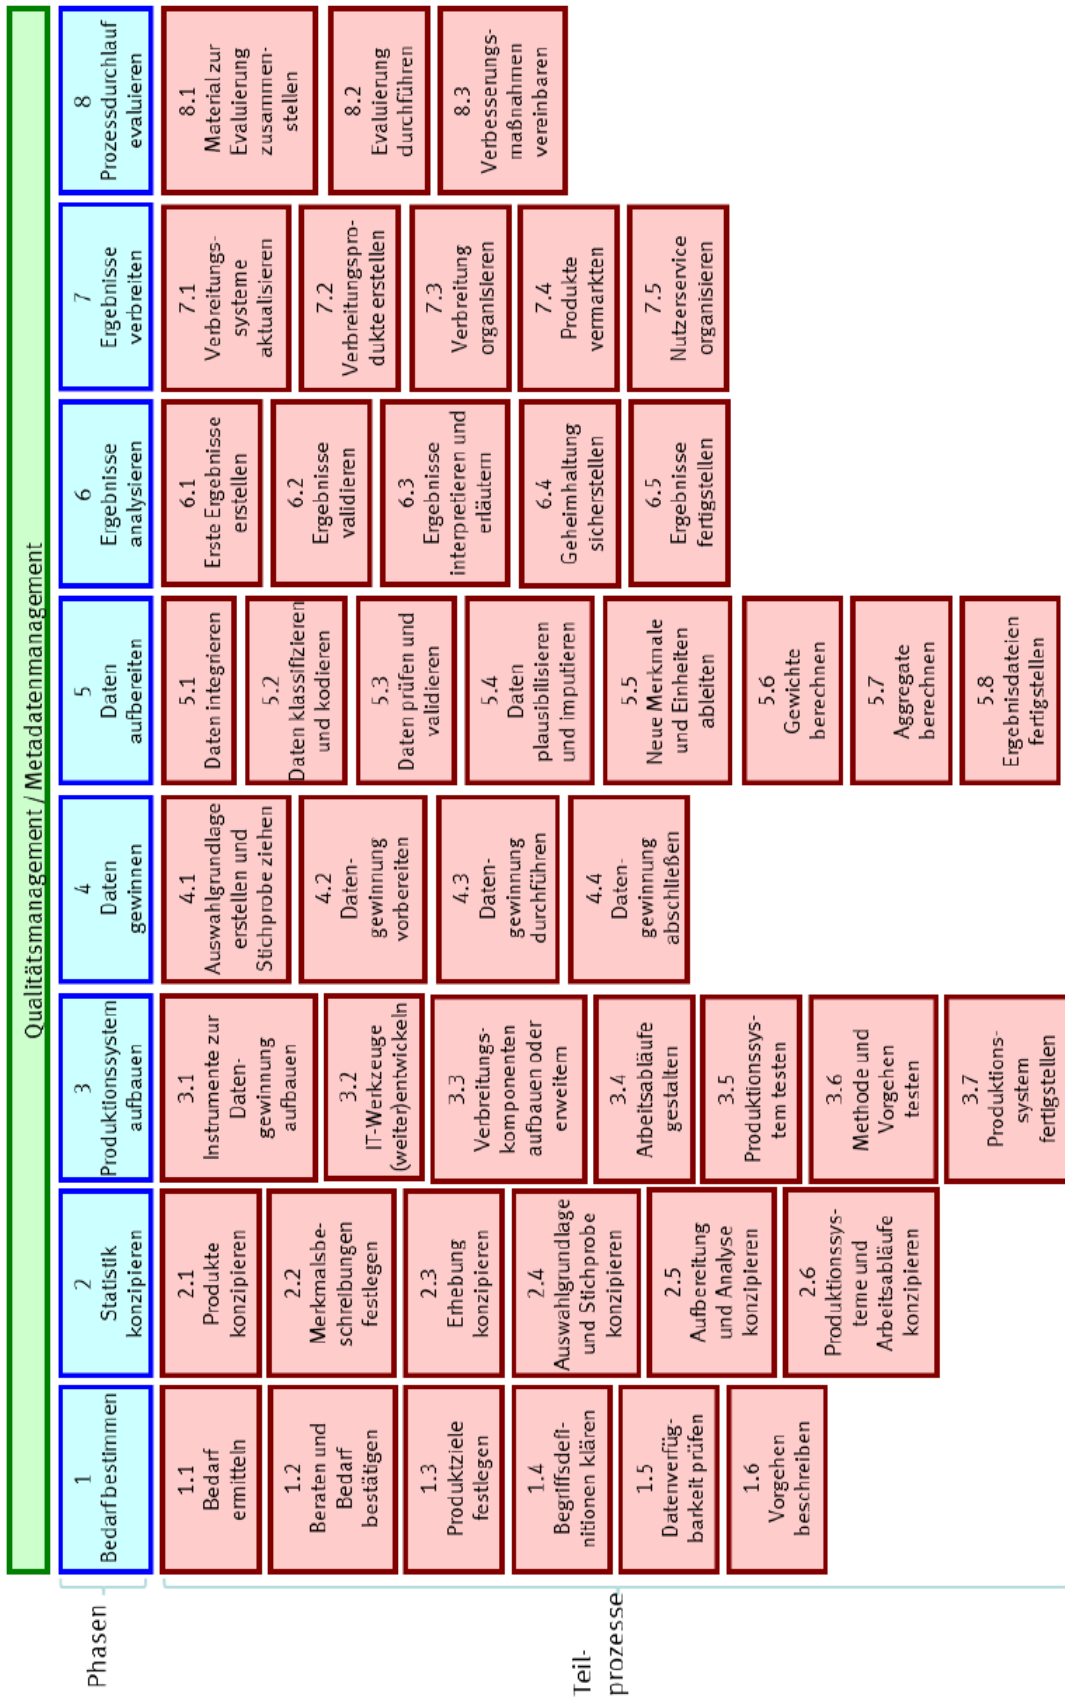 Qualitätsmanagement / Metadatenmanagement
Phasen
1
Bedarf bestimmen
2
Statistik
konzipieren
3
Produktionssystem
aufbauen
4
Daten
gewinnen
5
Daten
aufbereiten
6
Ergebnisse
analysieren
7
Ergebnisse
verbreiten
8
Prozessdurchlauf
evaluieren
Teil-
prozesse
1.1
Bedarf
ermitteln
1.2
Beraten und
Bedarf
bestätigen
1.3
Produktziele
festlegen
1.4
Begriffsdefi-
nitionen klären
1.5
Datenverfüg-
barkeit prüfen
1.6
Vorgehen
beschreiben
2.1
Produkte
konzipieren
2.2
Merkmalsbe-
schreibungen
festlegen
2.3
Erhebung
konzipieren
2.4
Auswahlgrundlage
und Stichprobe
konzipieren
2.5
Aufbereitung
und Analyse
konzipieren
2.6
Produktionssys-
teme und
Arbeitsabläufe
konzipieren
3.1
Instrumente zur
Daten-
gewinnung
aufbauen
3.2
IT-Werkzeuge
(weiter)entwickeln
3.3
Verbreitungs-
komponenten
aufbauen oder
erweitern
3.4
Arbeitsabläufe
gestalten
3.5
Produktionssys-
tem testen
3.6
Methode und
Vorgehen
testen
3.7
Produktions-
system
fertigstellen
4.1
Auswahlgrundlage
erstellen und
Stichprobe ziehen
4.2
Daten-
gewinnung
vorbereiten
4.3
Daten-
gewinnung
durchführen
4.4
Daten-
gewinnung
abschließen
5.1
Daten integrieren
5.2
Daten klassifizieren
und kodieren
5.3
Daten prüfen und
validieren
5.4
Daten
plausibilisieren
und imputieren
5.5
Neue Merkmale
und Einheiten
ableiten
5.6
Gewichte
berechnen
5.7
Aggregate
berechnen
5.8
Ergebnisdateien
fertigstellen
6.1
Erste Ergebnisse
erstellen
6.2
Ergebnisse
validieren
6.3
Ergebnisse
interpretieren und
erläutern
6.4
Geheimhaltung
sicherstellen
6.5
Ergebnisse
fertigstellen
7.1
Verbreitungs-
systeme
aktualisieren
7.2
Verbreitungspro-
dukte erstellen
7.3
Verbreitung
organisieren
7.4
Produkte
vermarkten
7.5
Nutzerservice
organisieren
8.1
Material zur
Evaluierung
zusammen-
stellen
8.2
Evaluierung
durchführen
8.3
Verbesserungs-
maßnahmen
vereinbaren